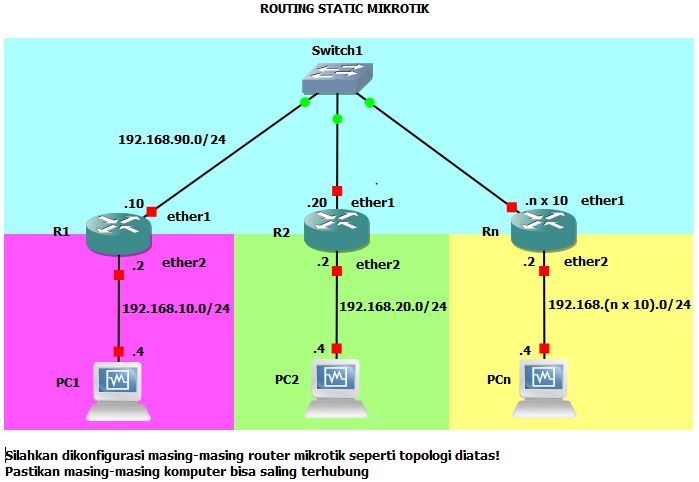 ROUTING STATIC MIKROTIK
Switch1
192.168.90.0/24
.10
ether1
.20
ether1
.n x 10
ether1
R1
R2
Rn
.2
ether2
.2
ether2
.2
ether2
192.168.10.0/24
192.168.20.0/24
192.168.(n x 10).0/24
.4
.4
.4
PC1
PC2
PCn
Silahkan dikonfigurasi masing-masing router mikrotik seperti topologi diatas!
Pastikan masing-masing komputer bisa saling terhubung